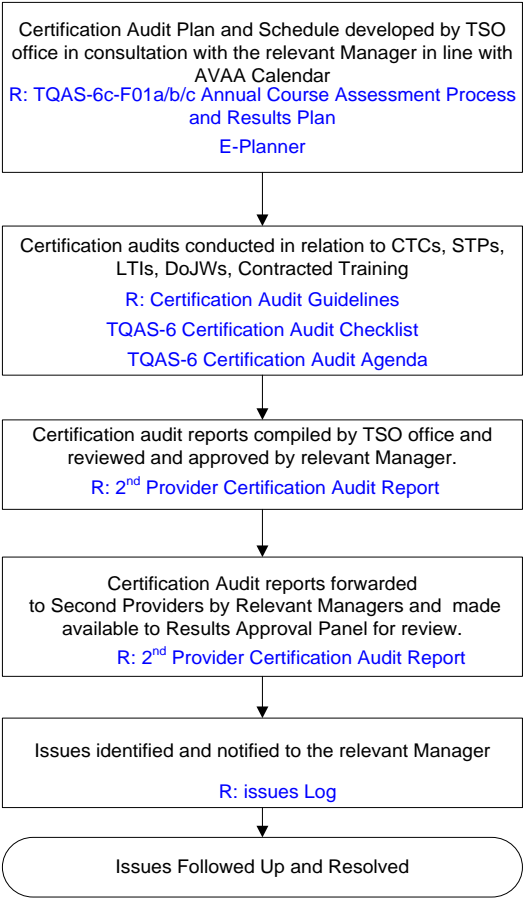 Certification Audit Plan and Schedule developed by TSO
office in consultation with the relevant Manager in line with
AVAA Calendar
R: TQAS-6c-F01a/b/c Annual Course Assessment Process
and Results Plan
E-Planner
Certification audits conducted in relation to CTCs, STPs,
LTIs, DoJWs, Contracted Training
R: Certification Audit Guidelines
TQAS-6 Certification Audit Checklist
TQAS-6 Certification Audit Agenda
Certification audit reports compiled by TSO office and
reviewed and approved by relevant Manager.
R: 2nd Provider Certification Audit Report
Certification Audit reports forwarded
to Second Providers by Relevant Managers and made
available to Results Approval Panel for review.
R: 2nd Provider Certification Audit Report
Issues identified and notified to the relevant Manager
R: issues Log
Issues Followed Up and Resolved